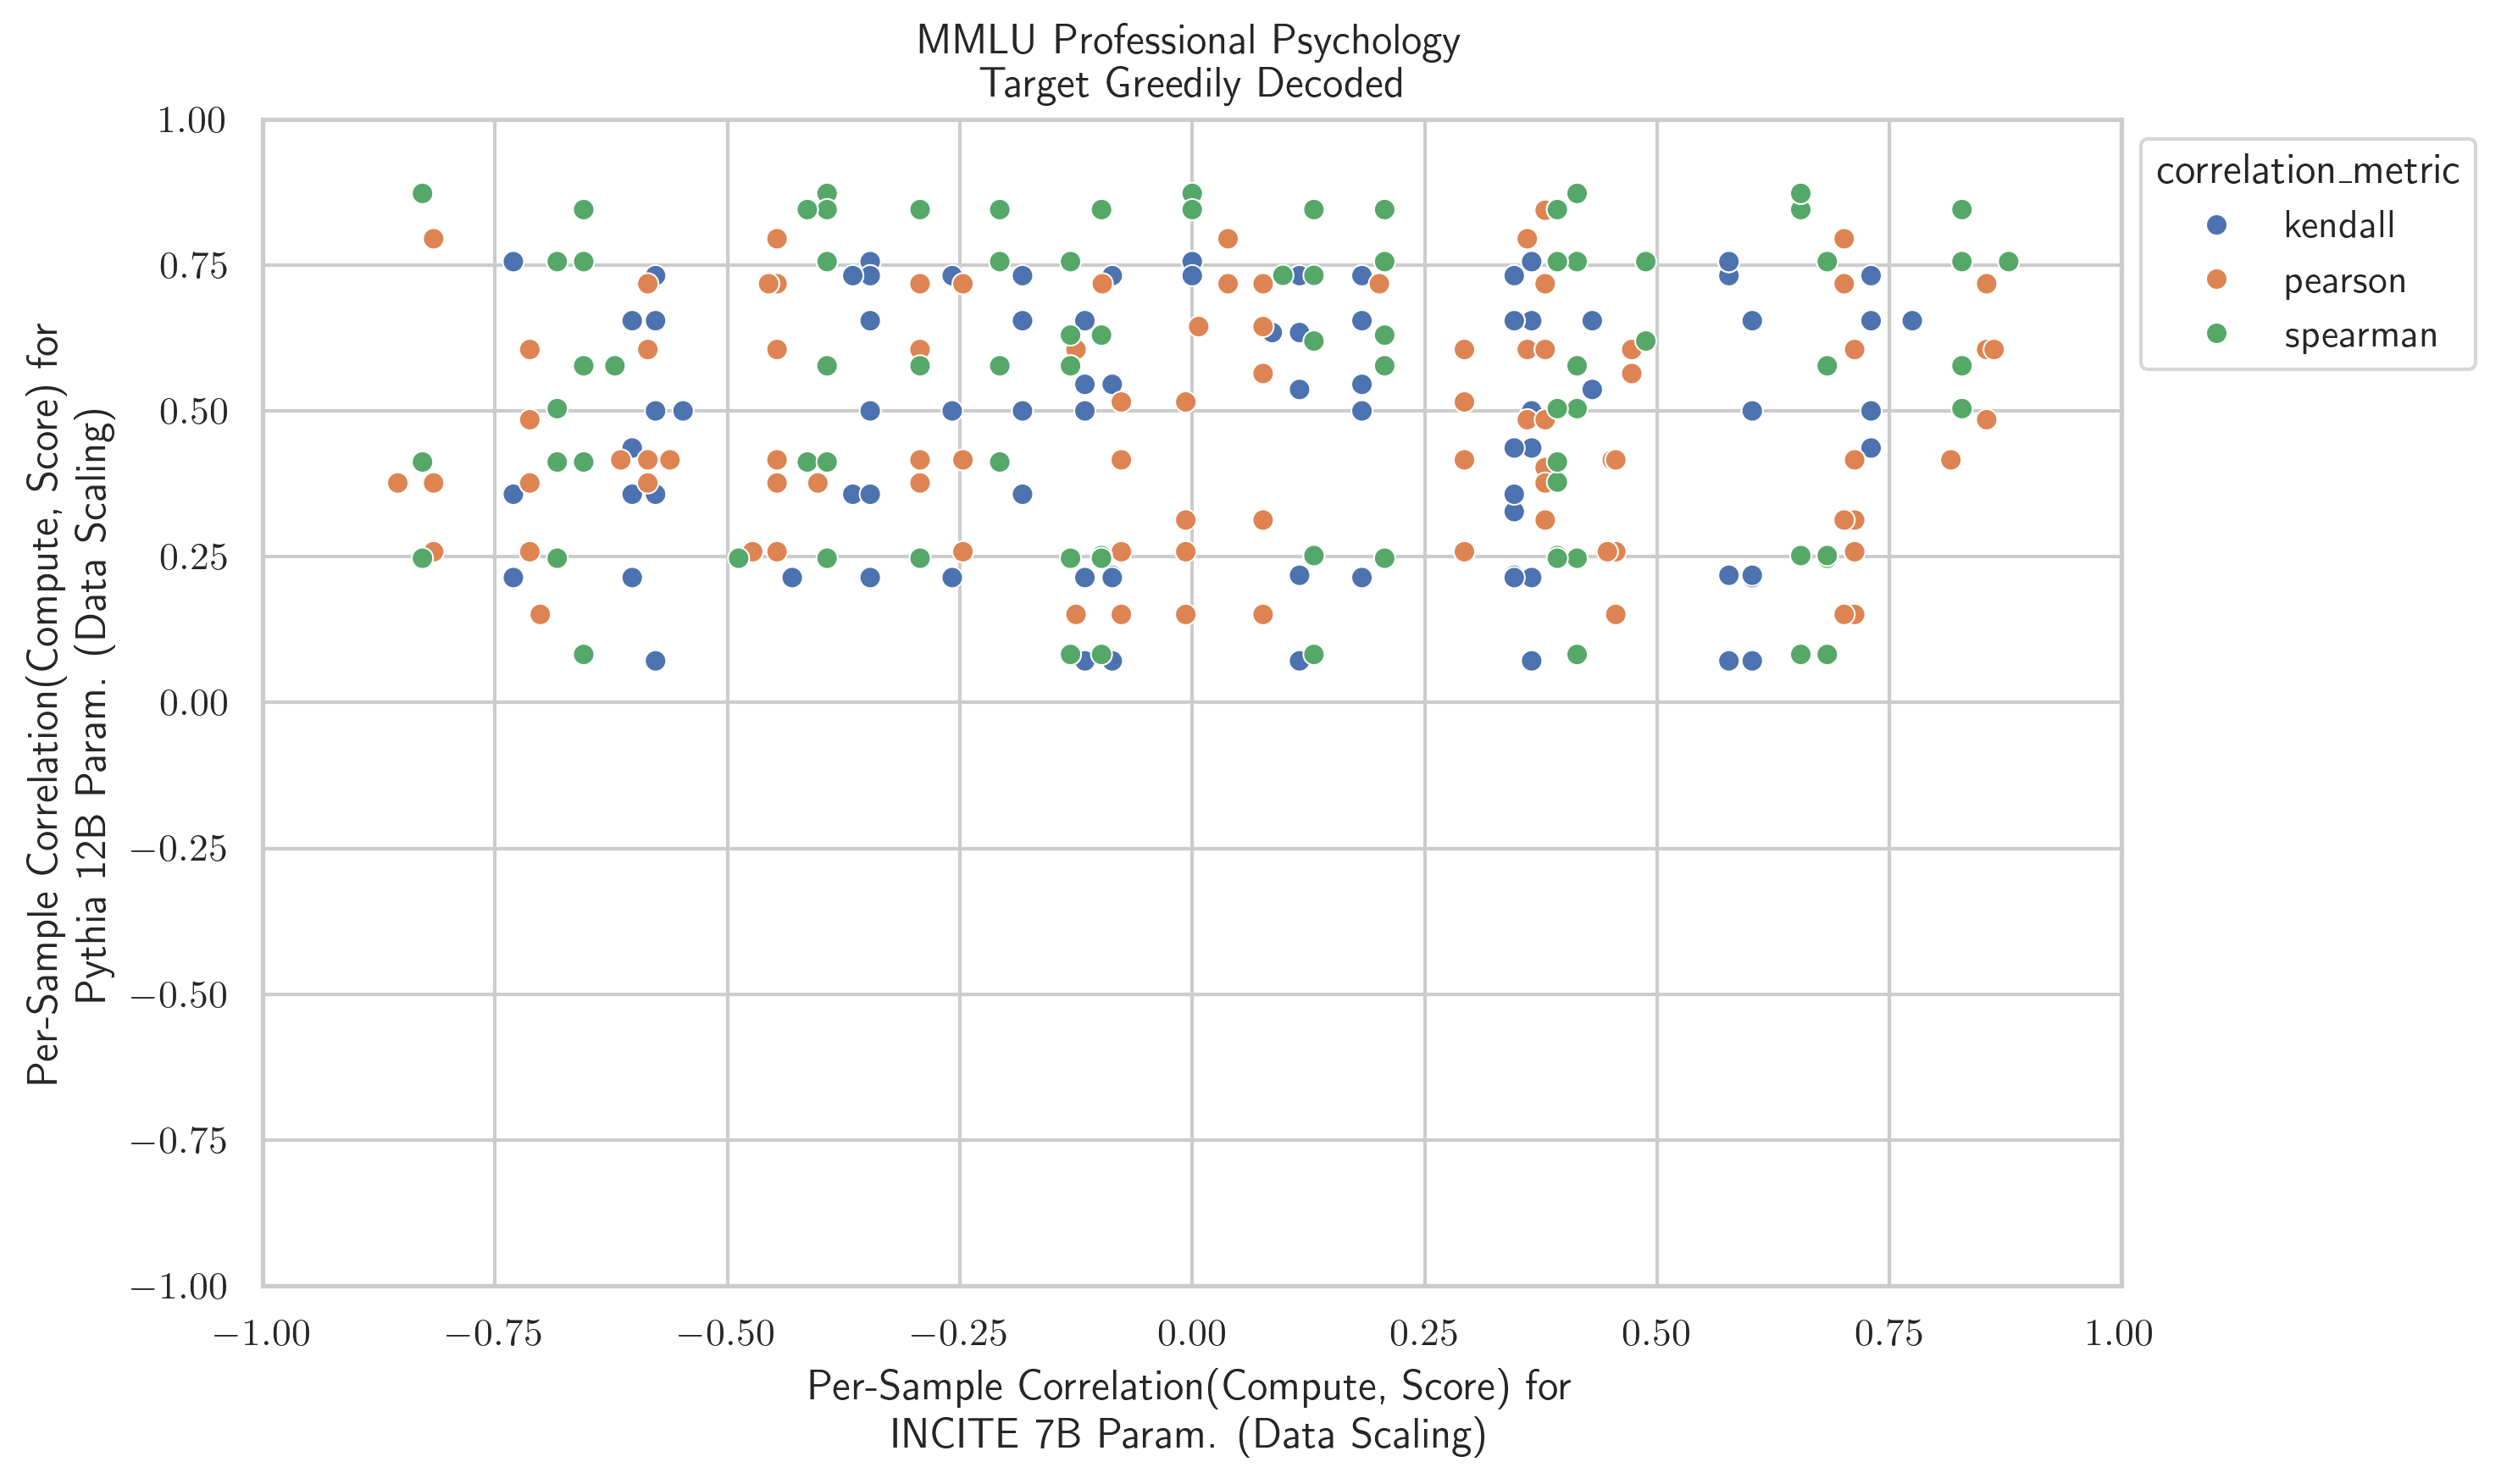 MMLU Professional Psychology
Target Greedily Decoded
Per-Sample Correlation(Compute, Score) for
Pythia 12B Param. (Data Scaling)
1.00
0.75
0.50
0.25
0.00
−0.25
−0.50
−0.75
−1.00
−1.00 −0.75 −0.50 −0.25 0.00 0.25 0.50 0.75 1.00
Per-Sample Correlation(Compute, Score) for
INCITE 7B Param. (Data Scaling)
correlation_metric
kendall
pearson
spearman